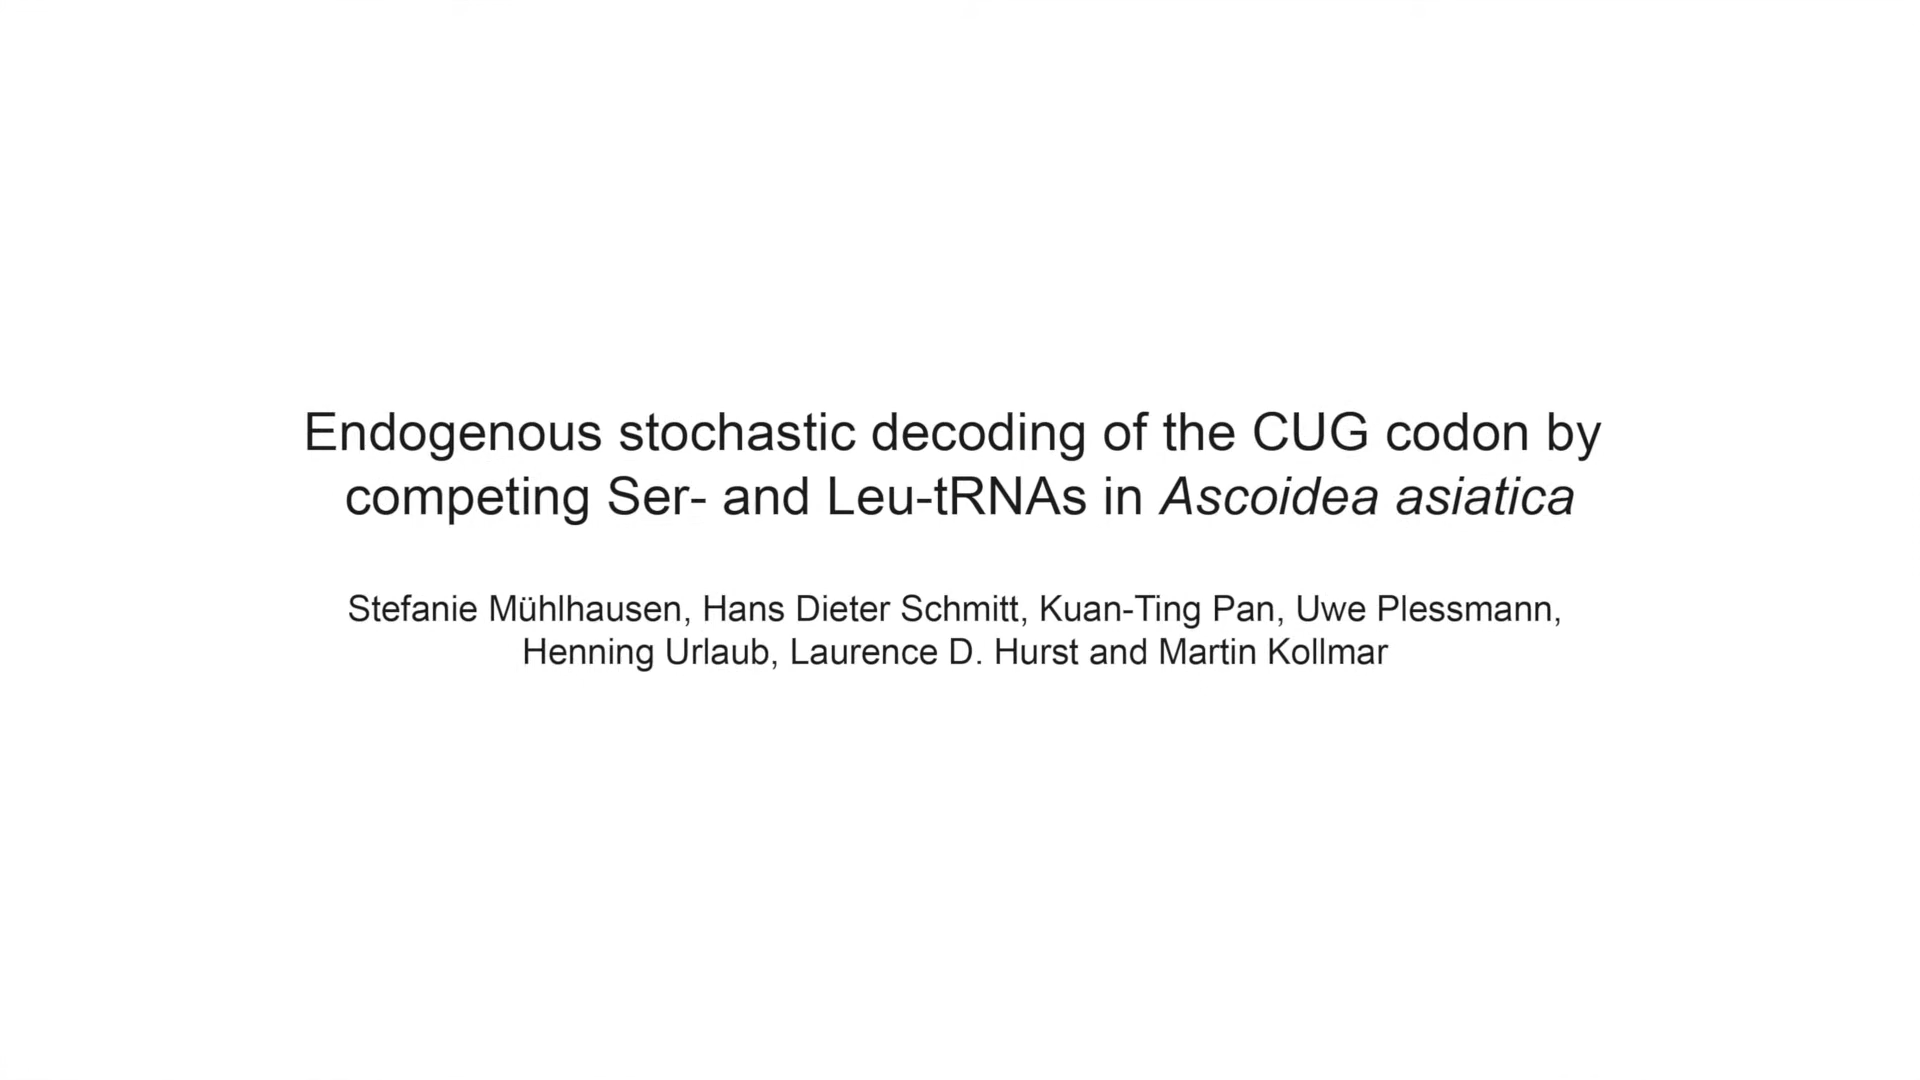 Endogenous stochastic decoding of the CUG codon by
competing Ser- and Leu-tRNAs in Ascoidea asiatica
Stefanie Mühlhausen, Hans Dieter Schmitt, Kuan-Ting Pan, Uwe Plessmann,
Henning Urlaub, Laurence D. Hurst and Martin Kollmar